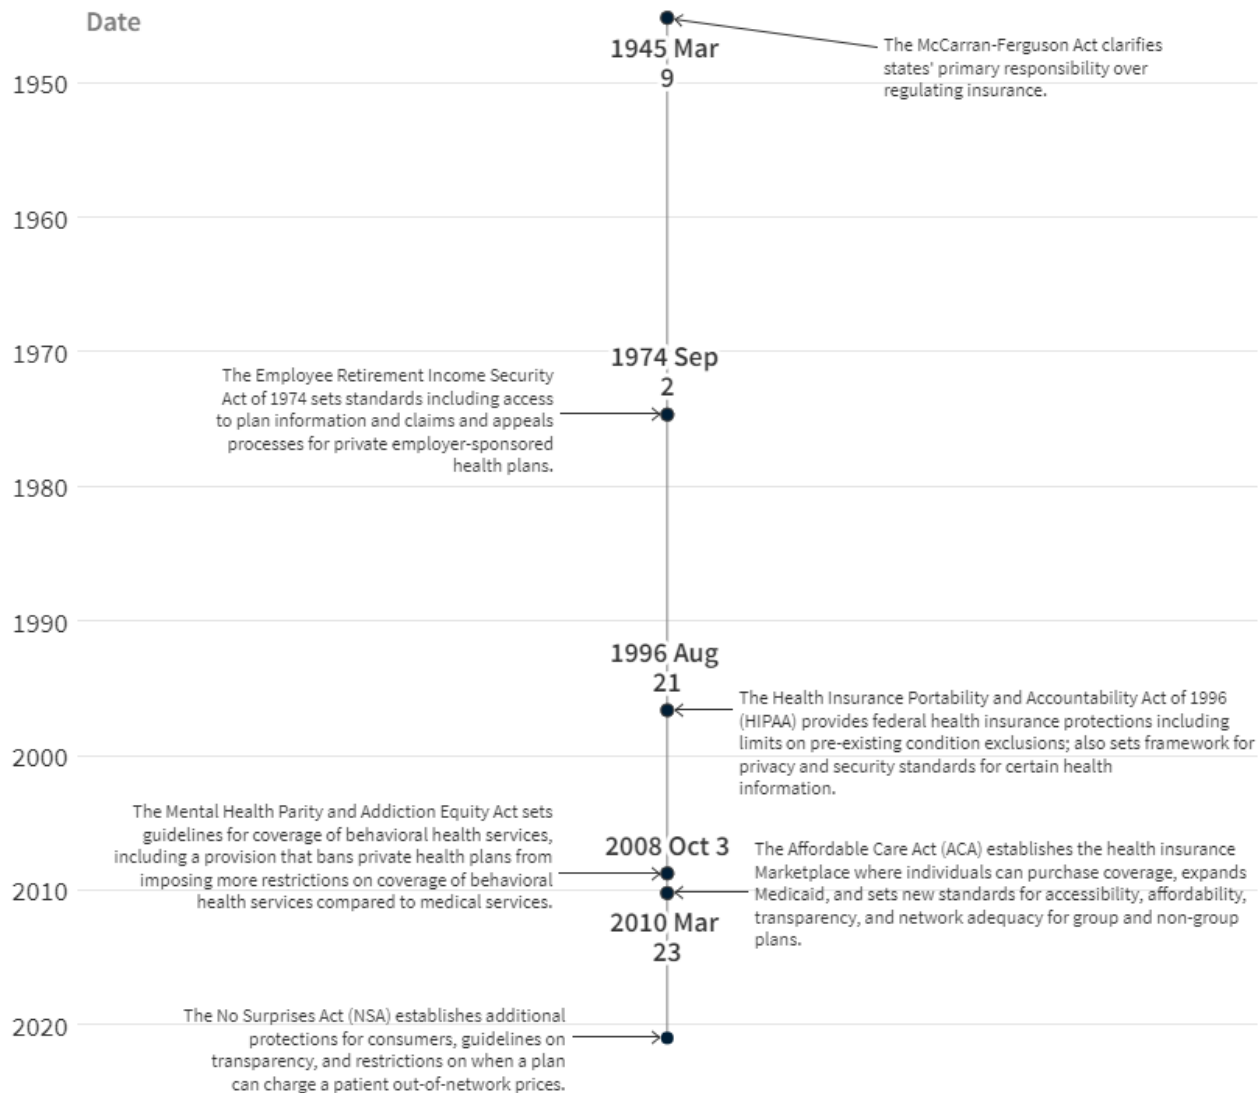 Date
1945 Mar
9
The McCarran-Ferguson Act clarifies
states' primary responsibility over
regulating insurance.
1950
1960
1970
1974 Sep
2
The Employee Retirement Income Security
Act of 1974 sets standards including access
to plan information and claims and appeals
processes for private employer-sponsored
health plans.
1980
1990
1996 Aug
21
The Health Insurance Portability and Accountability Act of 1996
(HIPAA) provides federal health insurance protections including
limits on pre-existing condition exclusions; also sets framework for
privacy and security standards for certain health
information.
2000
The Mental Health Parity and Addiction Equity Act sets
guidelines for coverage of behavioral health services,
including a provision that bans private health plans from
imposing more restrictions on coverage of behavioral
health services compared to medical services.
2008 Oct 3
The Affordable Care Act (ACA) establishes the health insurance
Marketplace where individuals can purchase coverage, expands
Medicaid, and sets new standards for accessibility, affordability,
transparency, and network adequacy for group and non-group
plans.
2010
2010 Mar
23
The No Surprises Act (NSA) establishes additional
protections for consumers, guidelines on
transparency, and restrictions on when a plan
can charge a patient out-of-network prices.
2020